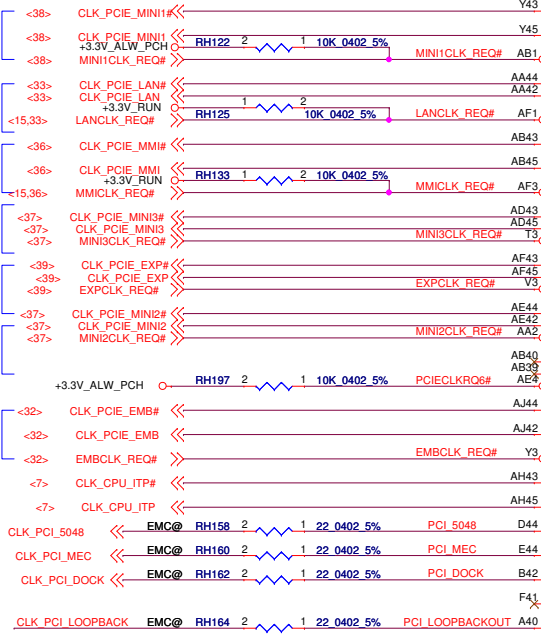 <38> CLK_PCIE_MINI1# Y43
<38> CLK_PCIE_MINI1 Y45
+3.3V_ALW_PCH RH122 2 1 10K_0402_5%
<38> MINI1CLK_REQ# MINI1CLK_REQ# AB1
<33> CLK_PCIE_LAN# AA44
<33> CLK_PCIE_LAN AA42
+3.3V_RUN RH125 1 2 10K_0402_5%
<15,33> LANCLK_REQ# LANCLK_REQ# AF1
<36> CLK_PCIE_MMI# AB43
<36> CLK_PCIE_MMI AB45
+3.3V_RUN RH133 2 1 10K_0402_5%
<15,36> MMICLK_REQ# MMICLK_REQ# AF3
<37> CLK_PCIE_MINI3# AD43
<37> CLK_PCIE_MINI3 AD45
<37> MINI3CLK_REQ# MINI3CLK_REQ# T3
<39> CLK_PCIE_EXP# AF43
<39> CLK_PCIE_EXP AF45
<39> EXPCLK_REQ# EXPCLK_REQ# V3
<37> CLK_PCIE_MINI2# AE44
<37> CLK_PCIE_MINI2 AE42
<37> MINI2CLK_REQ# MINI2CLK_REQ# AA2
AB40
AB39
+3.3V_ALW_PCH RH197 2 1 10K_0402_5% PCIECLKRQ6# AE4
<32> CLK_PCIE_EMB# AJ44
<32> CLK_PCIE_EMB AJ42
<32> EMBCLK_REQ# EMBCLK_REQ# Y3
<7> CLK_CPU_ITP# AH43
<7> CLK_CPU_ITP AH45
CLK_PCI_5048 EMC@ RH158 2 1 22_0402_5% PCI_5048 D44
CLK_PCI_MEC EMC@ RH160 2 1 22_0402_5% PCI_MEC E44
CLK_PCI_DOCK EMC@ RH162 2 1 22_0402_5% PCI_DOCK B42
F41
CLK_PCI_LOOPBACK EMC@ RH164 2 1 22_0402_5% PCI_LOOPBACKOUT A40